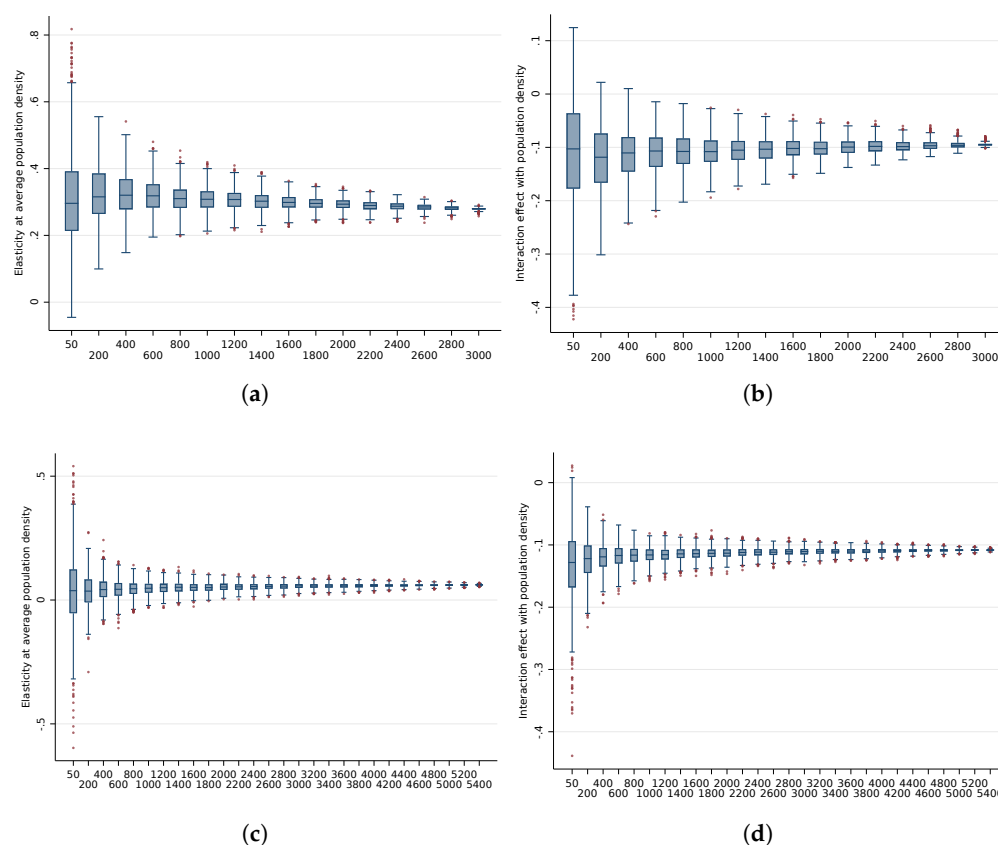 .8
.6
.4
.2
0
Elasticity at average population density
50 400 800 1200 1600 2000 2400 2800
200 600 1000 1400 1800 2200 2600 3000
(a)
.1
0
-.1
-.2
-.3
-.4
Interaction effect with population density
50 400 800 1200 1600 2000 2400 2800
200 600 1000 1400 1800 2200 2600 3000
(b)
.5
0
-.5
Elasticity at average population density
50 400 800 1200 1600 2000 2400 2800 3200 3600 4000 4400 4800 5200
200 600 1000 1400 1800 2200 2600 3000 3400 3800 4200 4600 5000 5400
(c)
0
-.1
-.2
-.3
-.4
Interaction effect with population density
50 400 800 1200 1600 2000 2400 2800 3200 3600 4000 4400 4800 5200
200 600 1000 1400 1800 2200 2600 3000 3400 3800 4200 4600 5000 5400
(d)